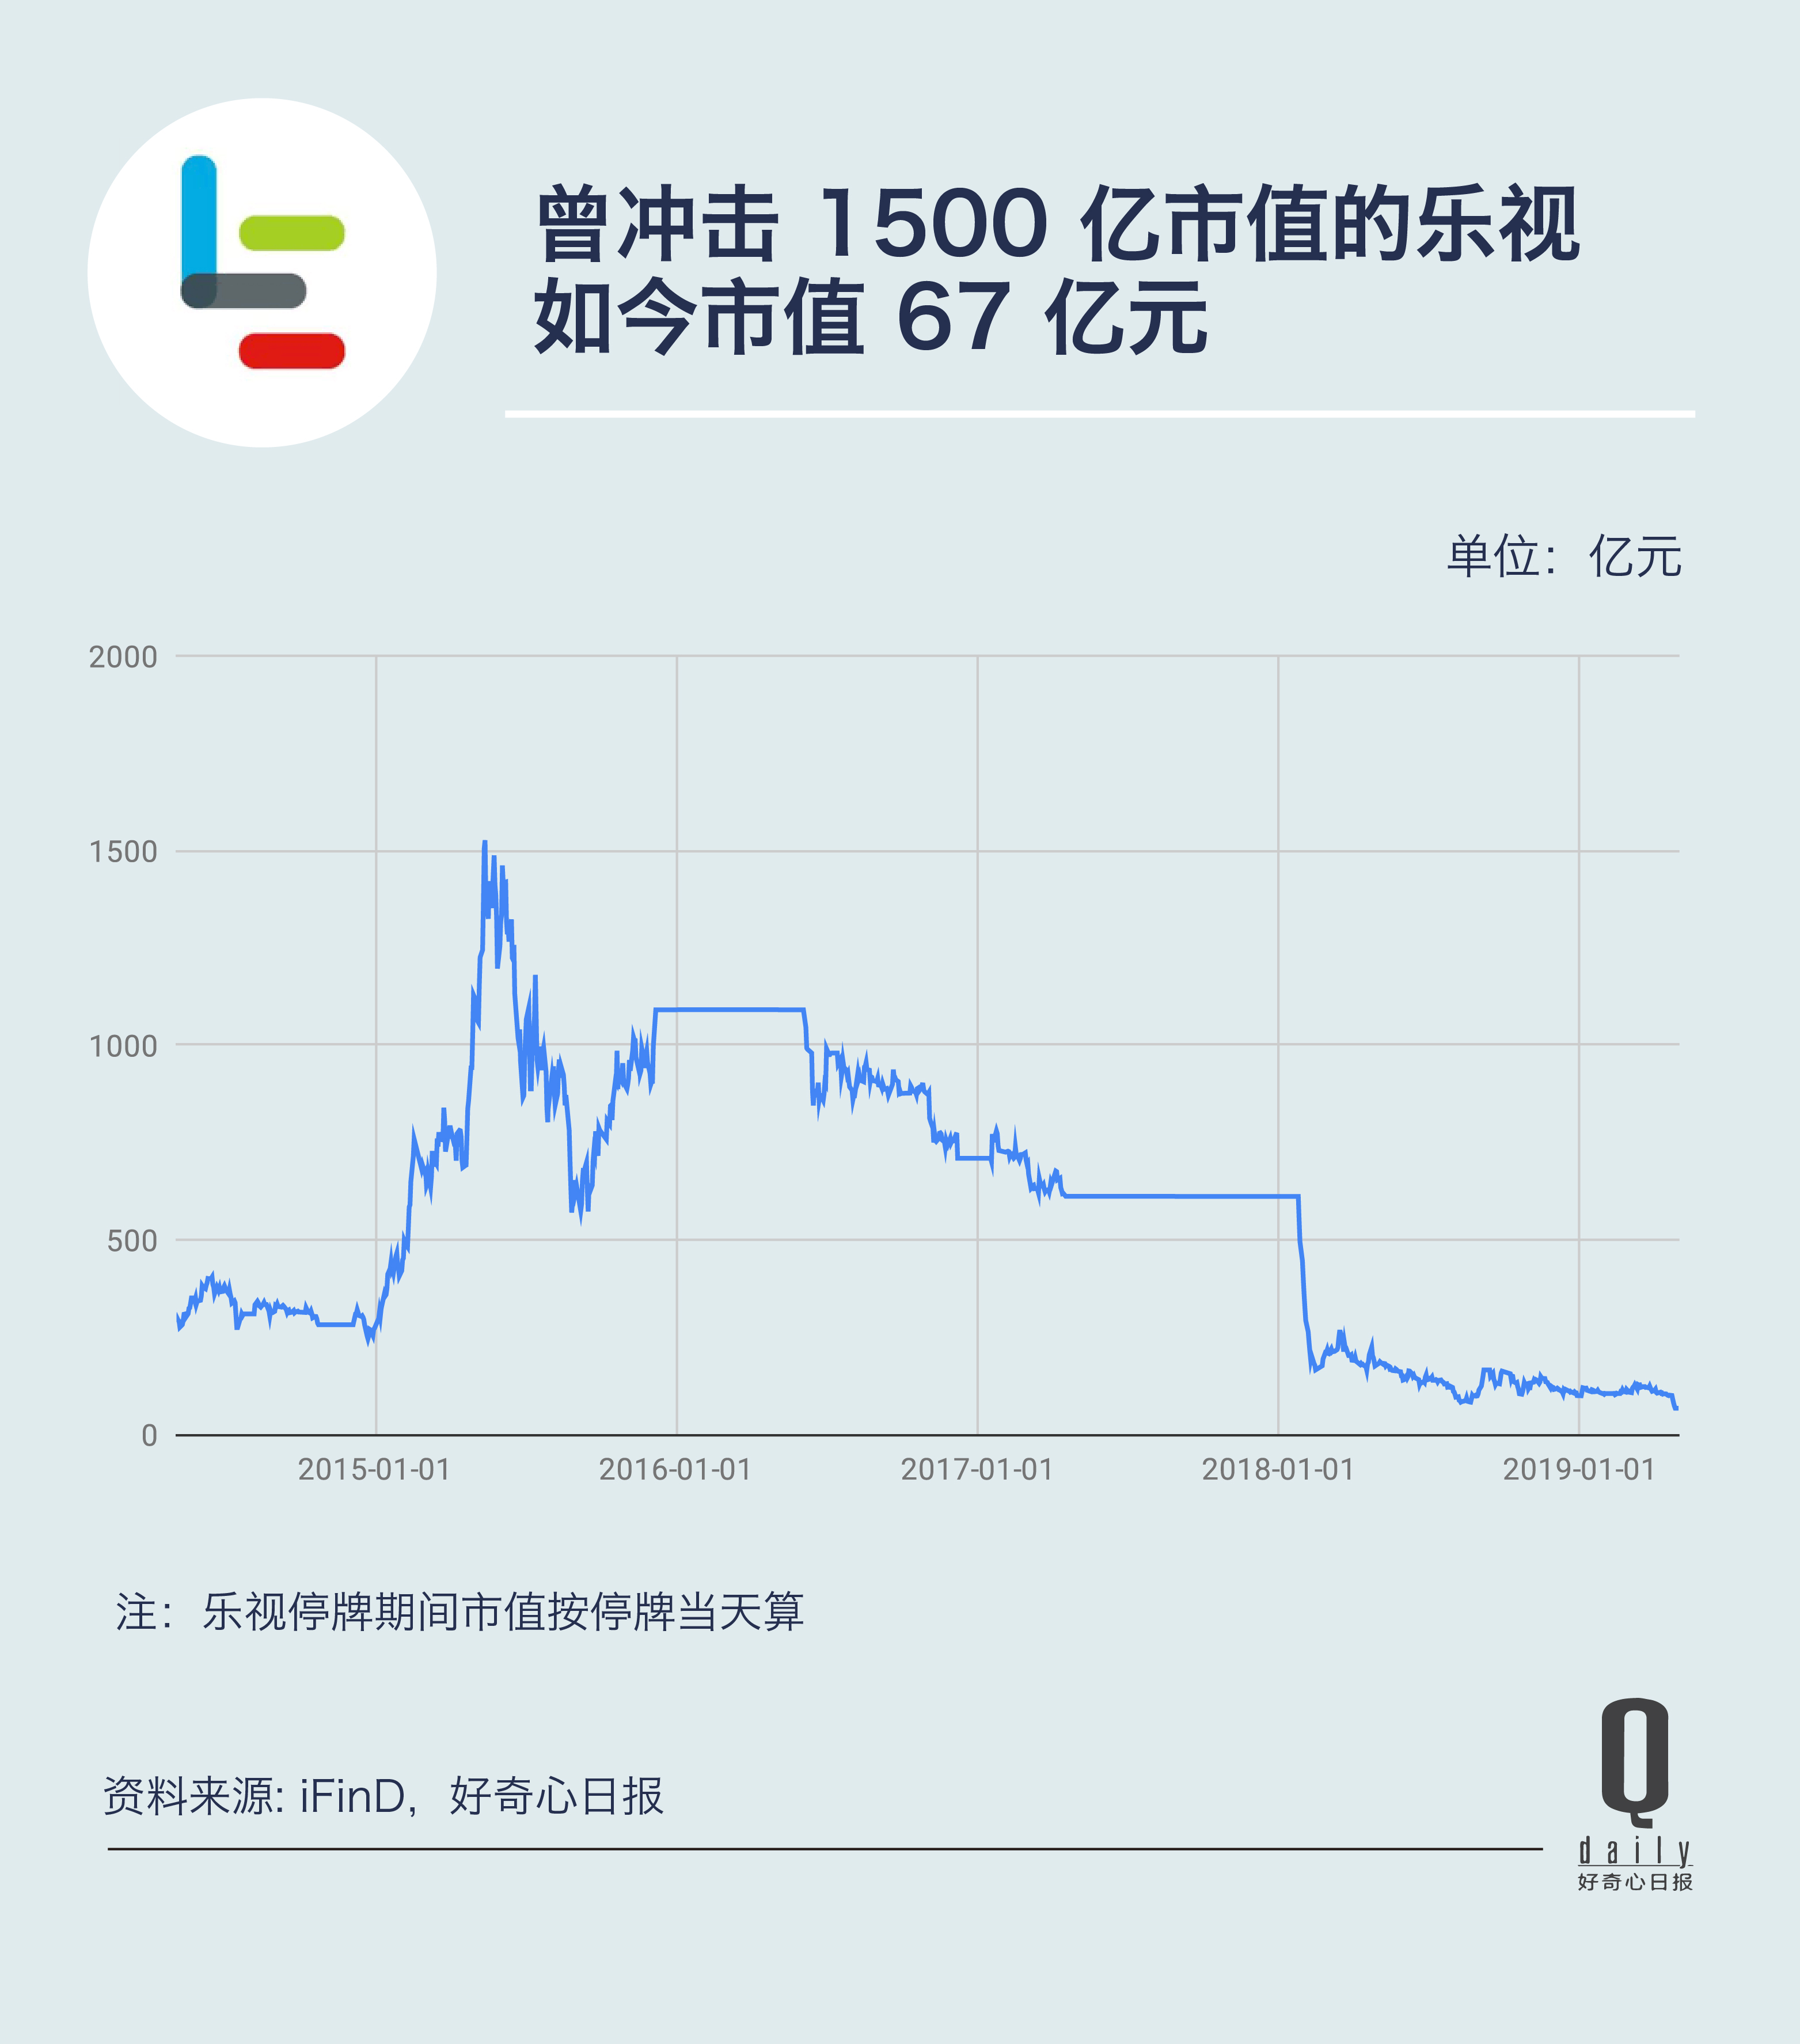 曾冲击 1500 亿市值的乐视
如今市值 67 亿元
单位：亿元
2000
1500
1000
500
0
2015-01-01
2016-01-01
2017-01-01
2018-01-01
2019-01-01
注：乐视停牌期间市值按停牌当天算
资料来源: iFinD，好奇心日报
Q
daily
好奇心日报